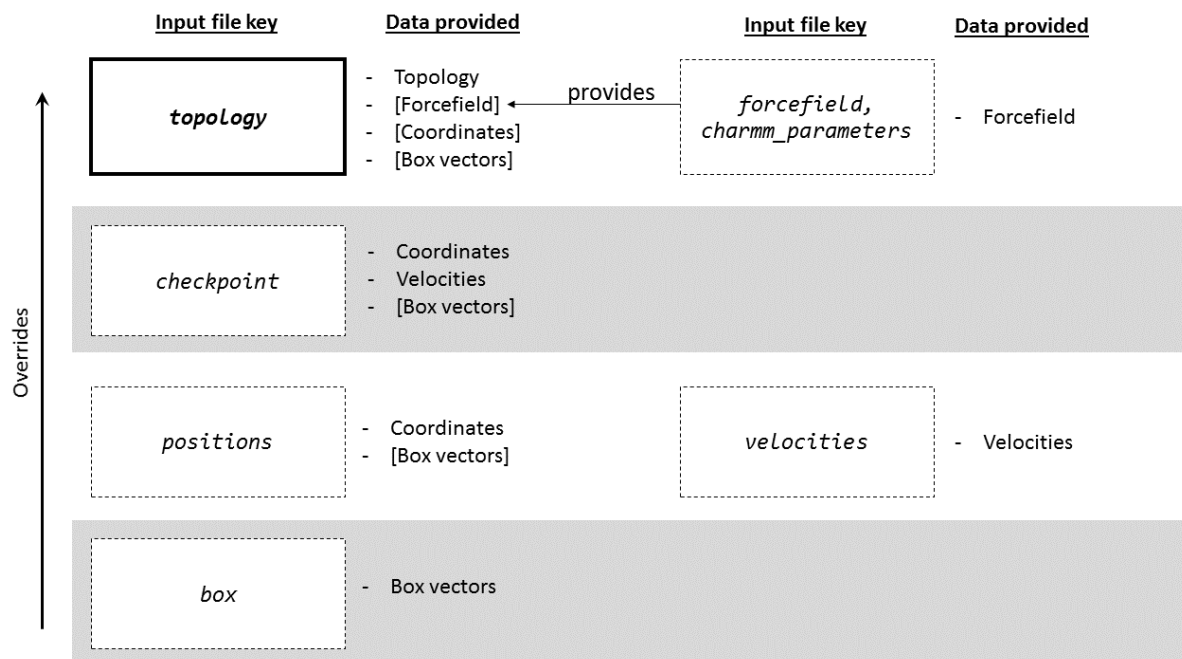 Input file key
Data provided
Input file key
Data provided
topology
- Topology
- [Forcefield]
- [Coordinates]
- [Box vectors]
provides
forcefield,
charmm_parameters
- Forcefield
Overrides
checkpoint
- Coordinates
- Velocities
- [Box vectors]
positions
- Coordinates
- [Box vectors]
velocities
- Velocities
box
- Box vectors